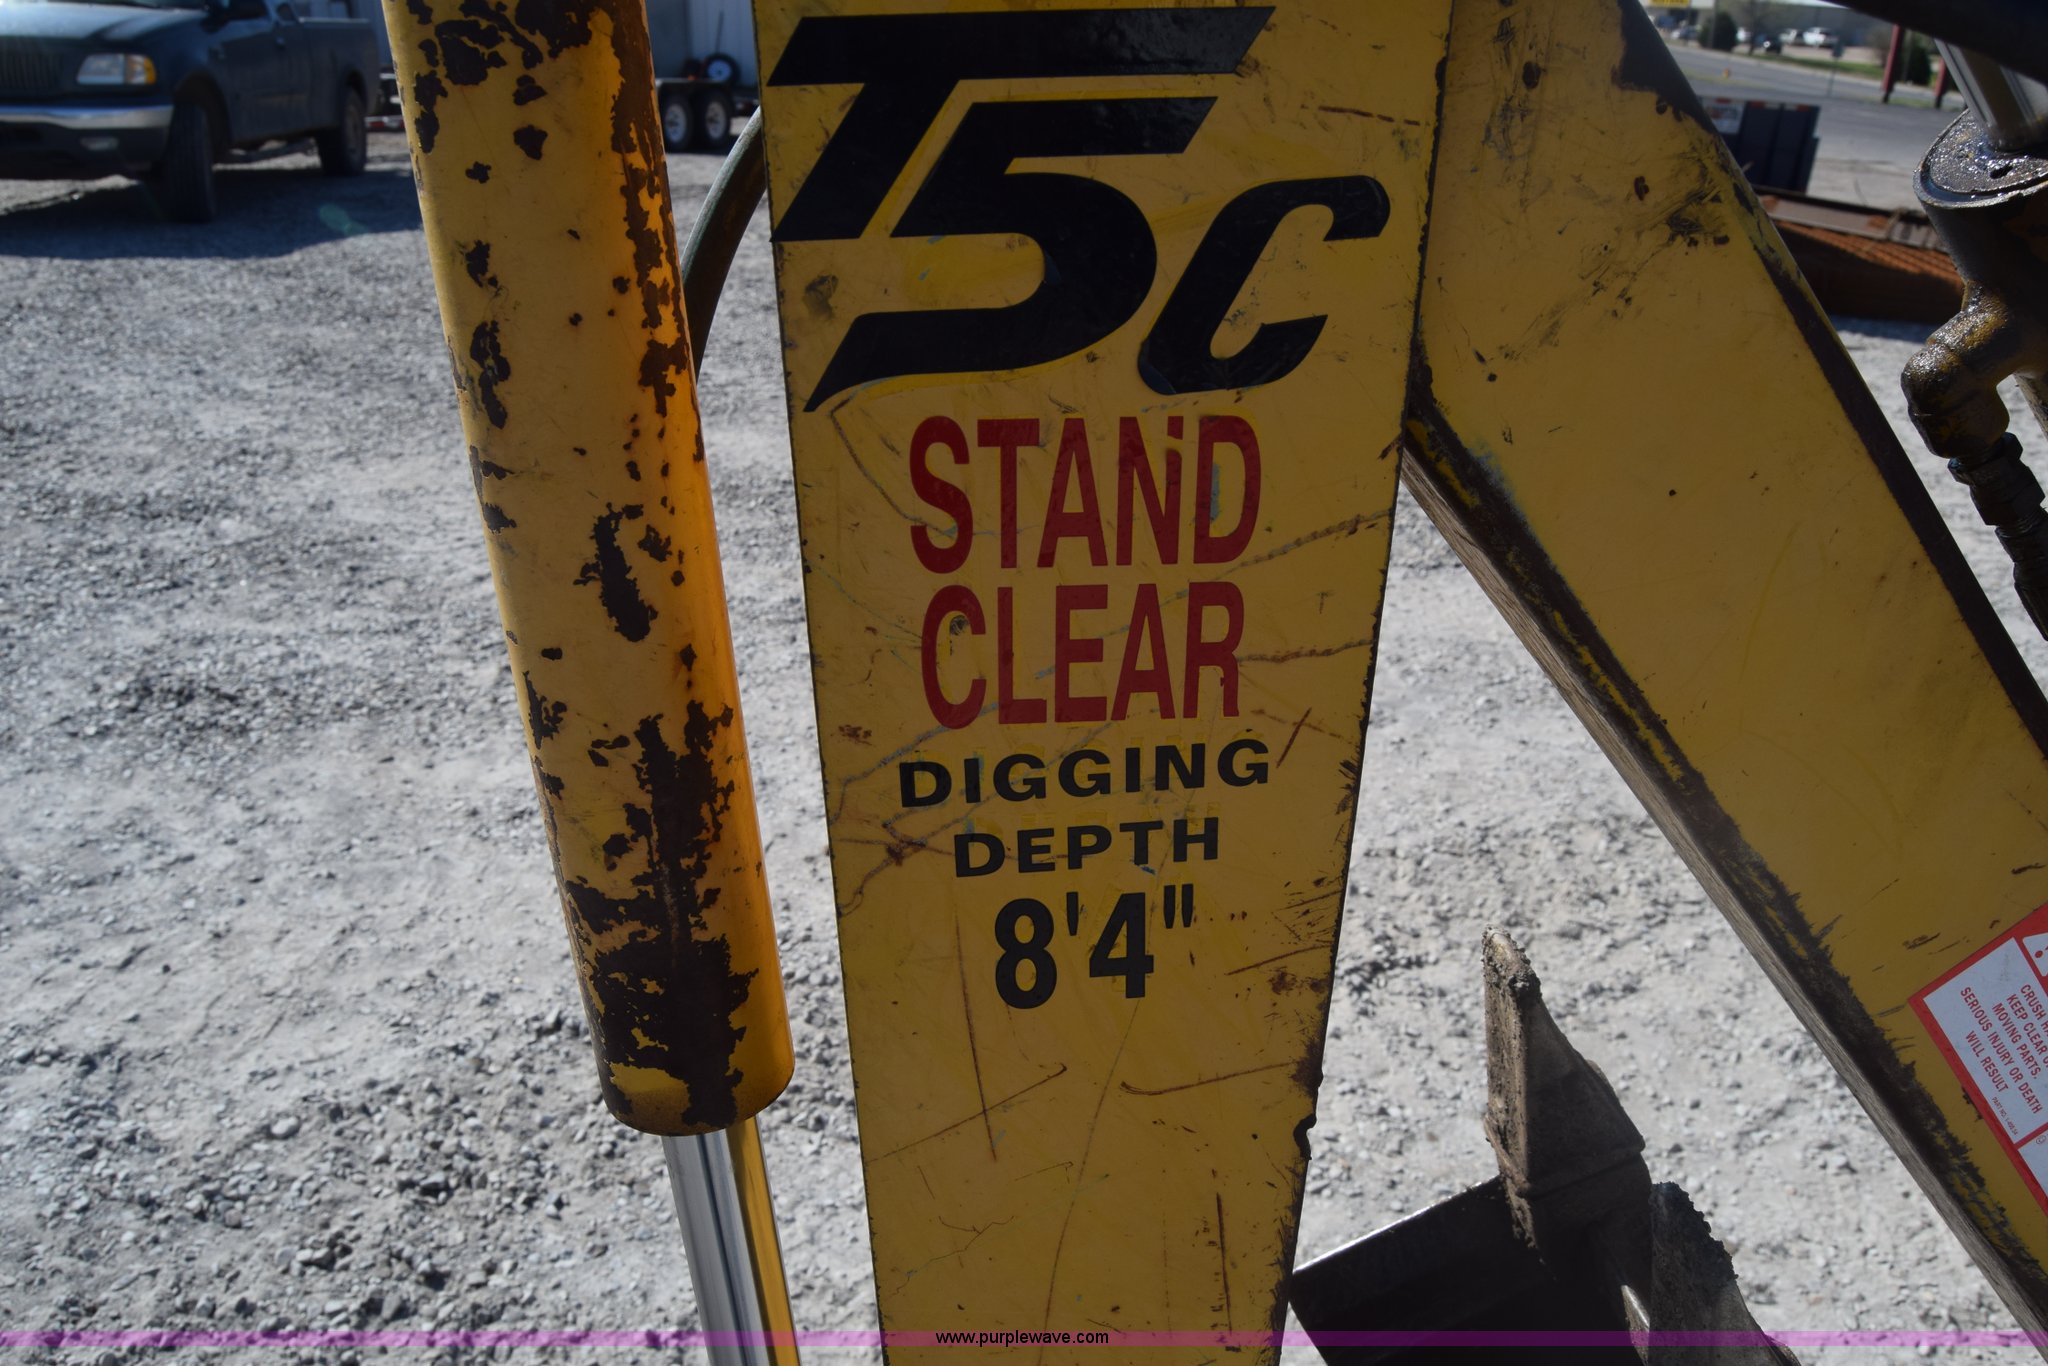 T5C
STAND
CLEAR
DIGGING
DEPTH
8'4"
CRUSH
KEEP CLEAR
MOVING PARTS.
SERIOUS INJURY OR DEATH
WILL RESULT
www.purplewave.com